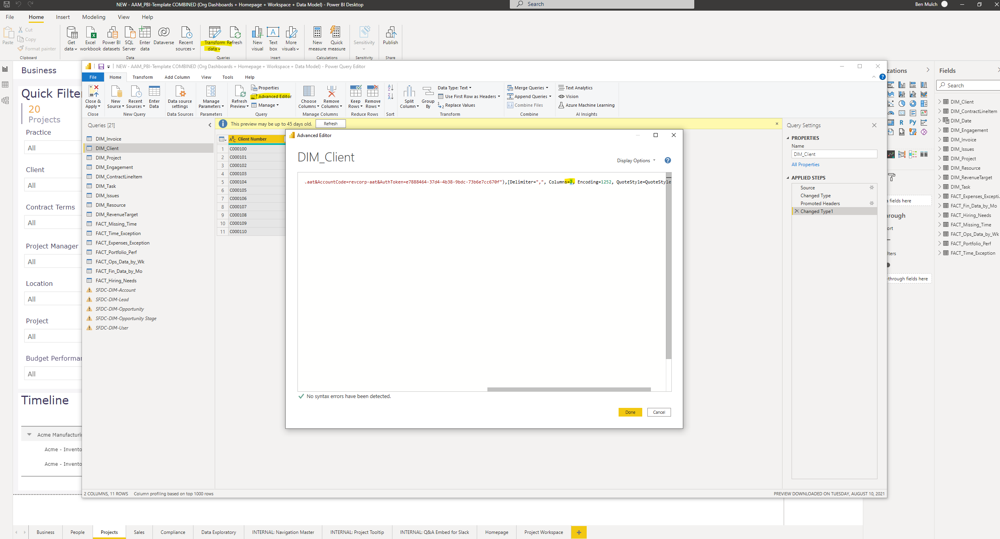 NEW - AAM_PBI-Template COMBINED (Org Dashboards + Homepage + Workspace + Data Model) - Power BI Desktop
Search
Ben Mulch
File
Home
Insert
Modeling
View
Help
Paste
Cut
Copy
Format painter
Clipboard
Get data
Excel workbook
Power BI datasets
SQL Server
Enter data
Dataverse
Recent sources
Data
Transform data
Refresh
Queries
New visual
Text box
More visuals
Insert
New measure
Quick measure
Calculations
Sensitivity
Sensitivity
Publish
Share
Business
Quick Filter
20
Projects
Practice
All
Client
All
Contract Terms
All
Project Manager
All
Location
All
Project
All
Budget Performan
All
Timeline
Acme Manufacturin
Acme - Invento
Acme - Invento
NEW - AAM_PBI-Template COMBINED (Org Dashboards + Homepage + Workspace + Data Model) - Power Query Editor
File
Home
Transform
Add Column
View
Tools
Help
Close & Apply
Close
New Source
Recent Sources
Enter Data
New Query
Data source settings
Data Sources
Manage Parameters
Parameters
Refresh Preview
Properties
Advanced Editor
Manage
Query
Choose Columns
Remove Columns
Manage Columns
Keep Rows
Remove Rows
Reduce Rows
Sort
Split Column
Group By
Data Type: Text
Use First Row as Headers
Replace Values
Transform
Merge Queries
Append Queries
Combine Files
Combine
Text Analytics
Vision
Azure Machine Learning
AI Insights
Queries [21]
DIM_Invoice
DIM_Client
DIM_Project
DIM_Engagement
DIM_ContractLineItem
DIM_Task
DIM_Issues
DIM_Resource
DIM_RevenueTarget
FACT_Missing_Time
FACT_Time_Exception
FACT_Expenses_Exception
FACT_Portfolio_Perf
FACT_Ops_Data_by_Wk
FACT_Fin_Data_by_Mo
FACT_Hiring_Needs
SFDC-DIM-Account
SFDC-DIM-Lead
SFDC-DIM-Opportunity
SFDC-DIM-Opportunity Stage
SFDC-DIM-User
This preview may be up to 45 days old.
Refresh
Client Number
1 C000100
2 C000101
3 C000102
4 C000103
5 C000104
6 C000105
7 C000106
8 C000107
9 C000108
10 C000109
11 C000110
Advanced Editor
DIM_Client
Display Options
.aat&AccountCode=revcorp-aat&AuthToken=e7888464-37d4-4b38-9bdc-73b6e7cc670f"),[Delimiter=",", Columns=2, Encoding=1252, QuoteStyle=QuoteStyle
No syntax errors have been detected.
Done
Cancel
Query Settings
PROPERTIES
Name
DIM_Client
All Properties
APPLIED STEPS
Source
Changed Type
Promoted Headers
Changed Type1
2 COLUMNS, 11 ROWS
Column profiling based on top 1000 rows
PREVIEW DOWNLOADED ON TUESDAY, AUGUST 10, 2021
zations
R
Py
fields here
rough
ort
lters
-through fields here
Fields
Search
DIM_Client
DIM_ContractLineItem
DIM_Date
DIM_Engagement
DIM_Invoice
DIM_Issues
DIM_Project
DIM_Resource
DIM_RevenueTarget
DIM_Task
FACT_Expenses_Excepti...
FACT_Fin_Data_by_Mo
FACT_Hiring_Needs
FACT_Missing_Time
FACT_Ops_Data_by_Wk
FACT_Portfolio_Perf
FACT_Time_Exception
Business
People
Projects
Sales
Compliance
Data Exploratory
INTERNAL: Navigation Master
INTERNAL: Project Tooltip
INTERNAL: Q&A Embed for Slack
Homepage
Project Workspace